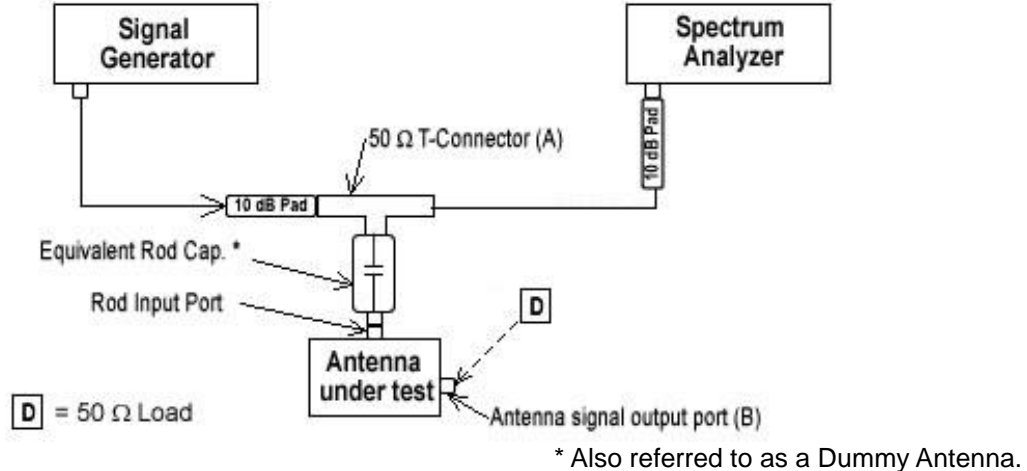 Signal
Generator
Spectrum
Analyzer
10 dB Pad
50 Ω T-Connector (A)
10 dB Pad
Equivalent Rod Cap. *
Rod Input Port
D
Antenna
under test
D = 50 Ω Load
Antenna signal output port (B)
* Also referred to as a Dummy Antenna.